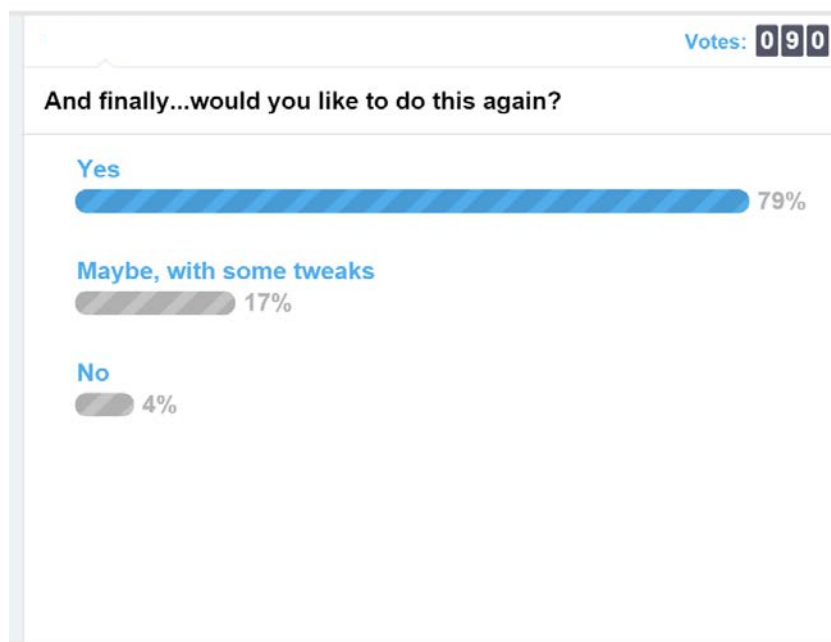 Votes: 090
And finally...would you like to do this again?
Yes
79%
Maybe, with some tweaks
17%
No
4%